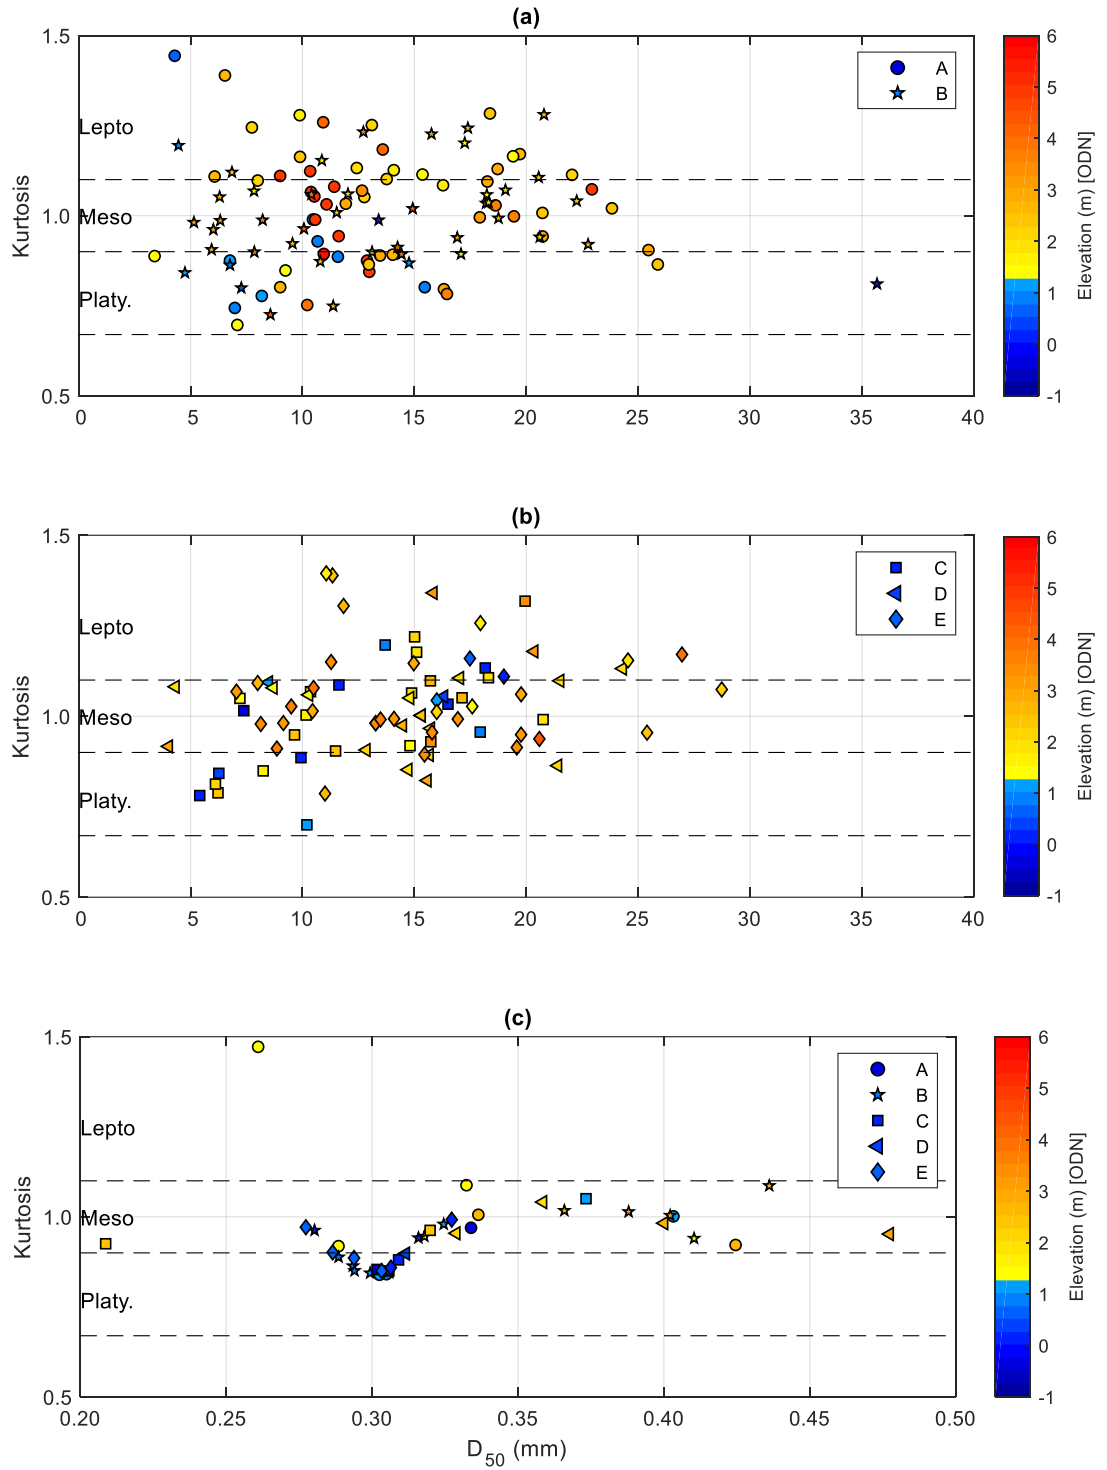 (a)
1.5
1.0
0.5
Kurtosis
Lepto
Meso
Platy.
A
B
0 5 10 15 20 25 30 35 40
6
5
4
3
2
1
0
-1
Elevation (m) [ODN]
(b)
1.5
1.0
0.5
Kurtosis
Lepto
Meso
Platy.
C
D
E
0 5 10 15 20 25 30 35 40
6
5
4
3
2
1
0
-1
Elevation (m) [ODN]
(c)
1.5
1.0
0.5
Kurtosis
Lepto
Meso
Platy.
A
B
C
D
E
0.20 0.25 0.30 0.35 0.40 0.45 0.50
D50 (mm)
6
5
4
3
2
1
0
-1
Elevation (m) [ODN]